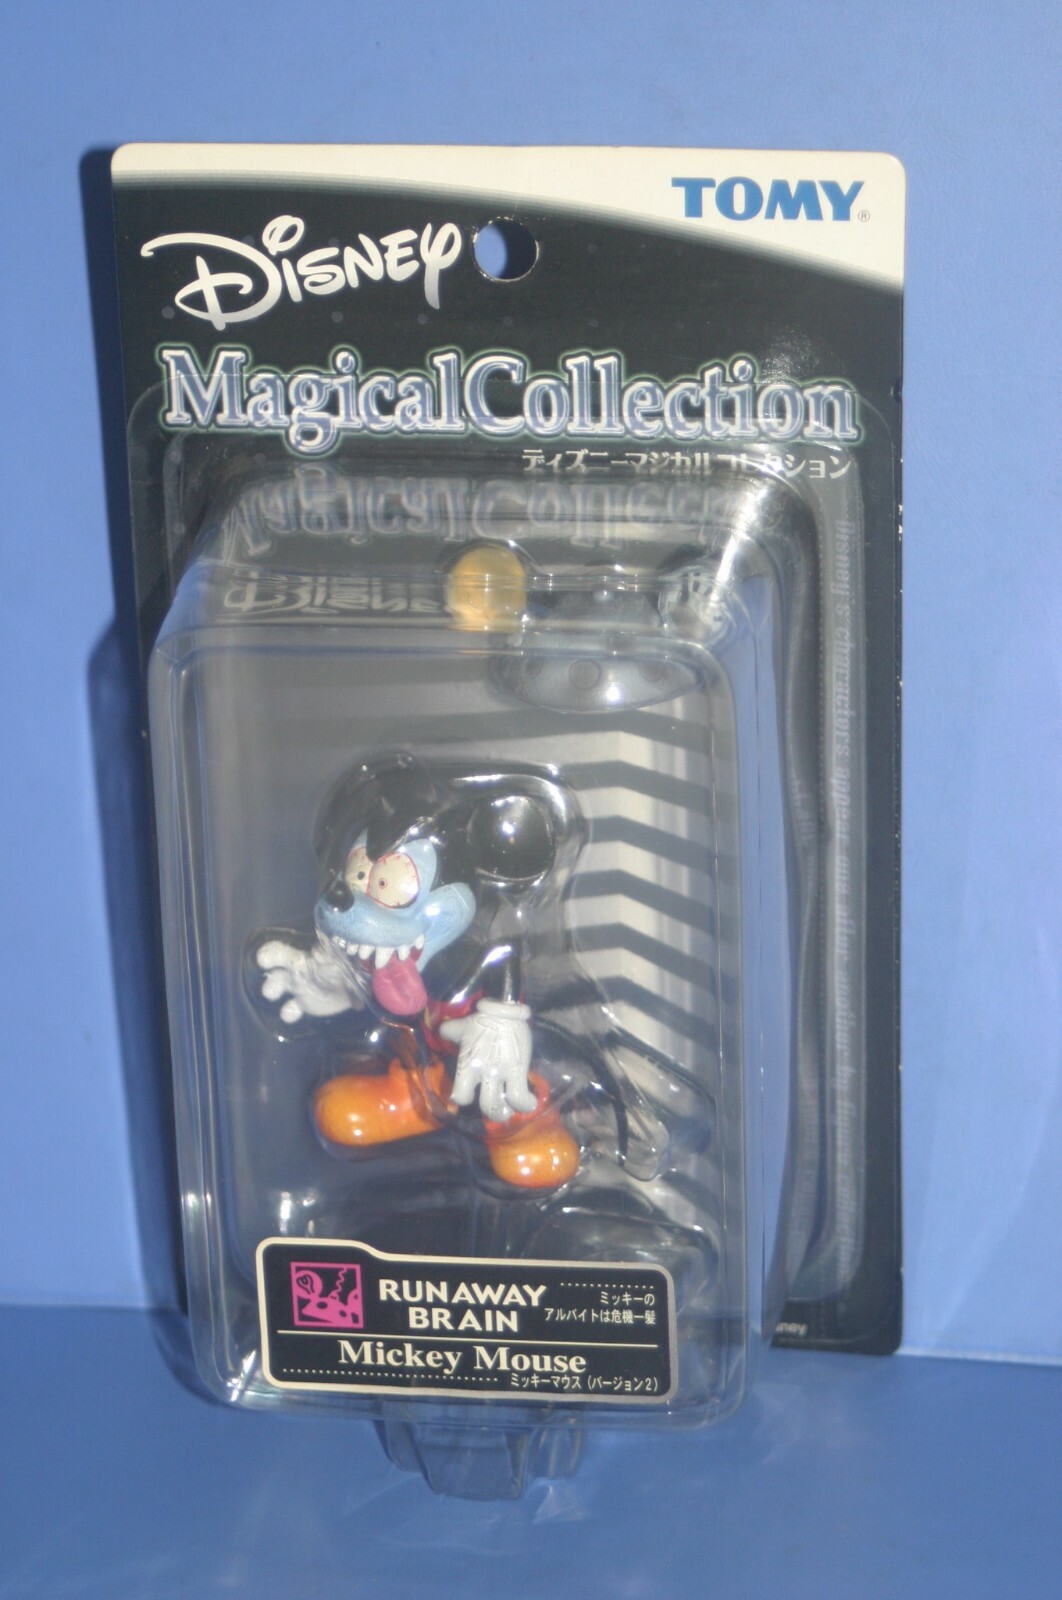 TOMY®
Disney
MagicalCollection
ディズニーマジカルコレクション
RUNAWAY
BRAIN
ミッキーの
アルバイトは危機一髪
Mickey Mouse
ミッキーマウス (バージョン2)